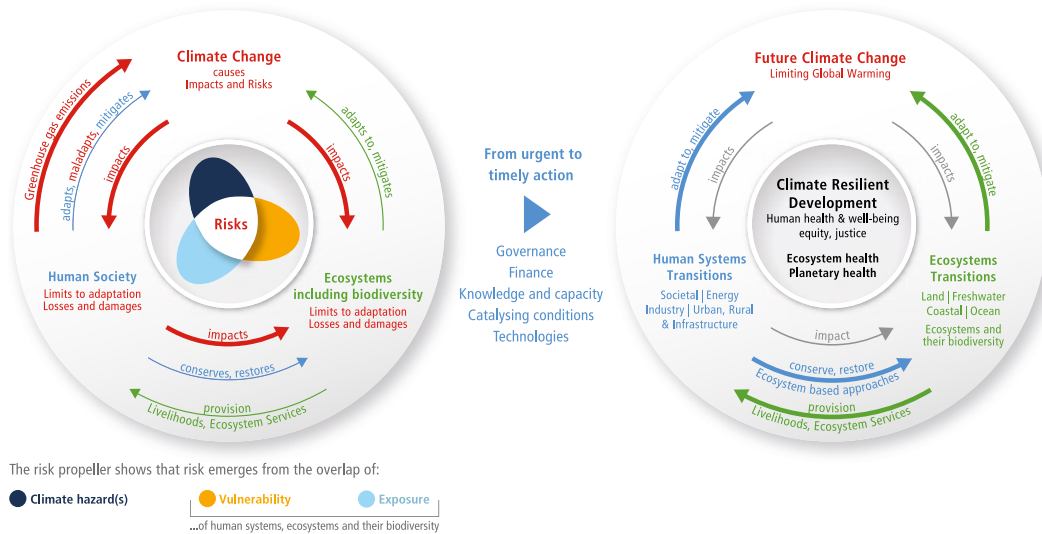 Climate Change
causes
Impacts and Risks
Greenhouse gas emissions
adapts, maladapts, mitigates
impacts
impacts
adapts to, mitigates
Risks
Human Society
Limits to adaptation
Losses and damages
Ecosystems
including biodiversity
Limits to adaptation
Losses and damages
impacts
conserves, restores
provision
Livelihoods, Ecosystem Services
From urgent to
timely action
Governance
Finance
Knowledge and capacity
Catalysing conditions
Technologies
Future Climate Change
Limiting Global Warming
adapt to, mitigate
impacts
impacts
adapt to, mitigate
Climate Resilient
Development
Human health & well-being
equity, justice
Ecosystem health
Planetary health
Human Systems
Transitions
Societal | Energy
Industry | Urban, Rural
& Infrastructure
Ecosystems
Transitions
Land | Freshwater
Coastal | Ocean
Ecosystems and
their biodiversity
impact
conserve, restore
Ecosystem based approaches
provision
Livelihoods, Ecosystem Services
The risk propeller shows that risk emerges from the overlap of:
Climate hazard(s)
Vulnerability
Exposure
...of human systems, ecosystems and their biodiversity